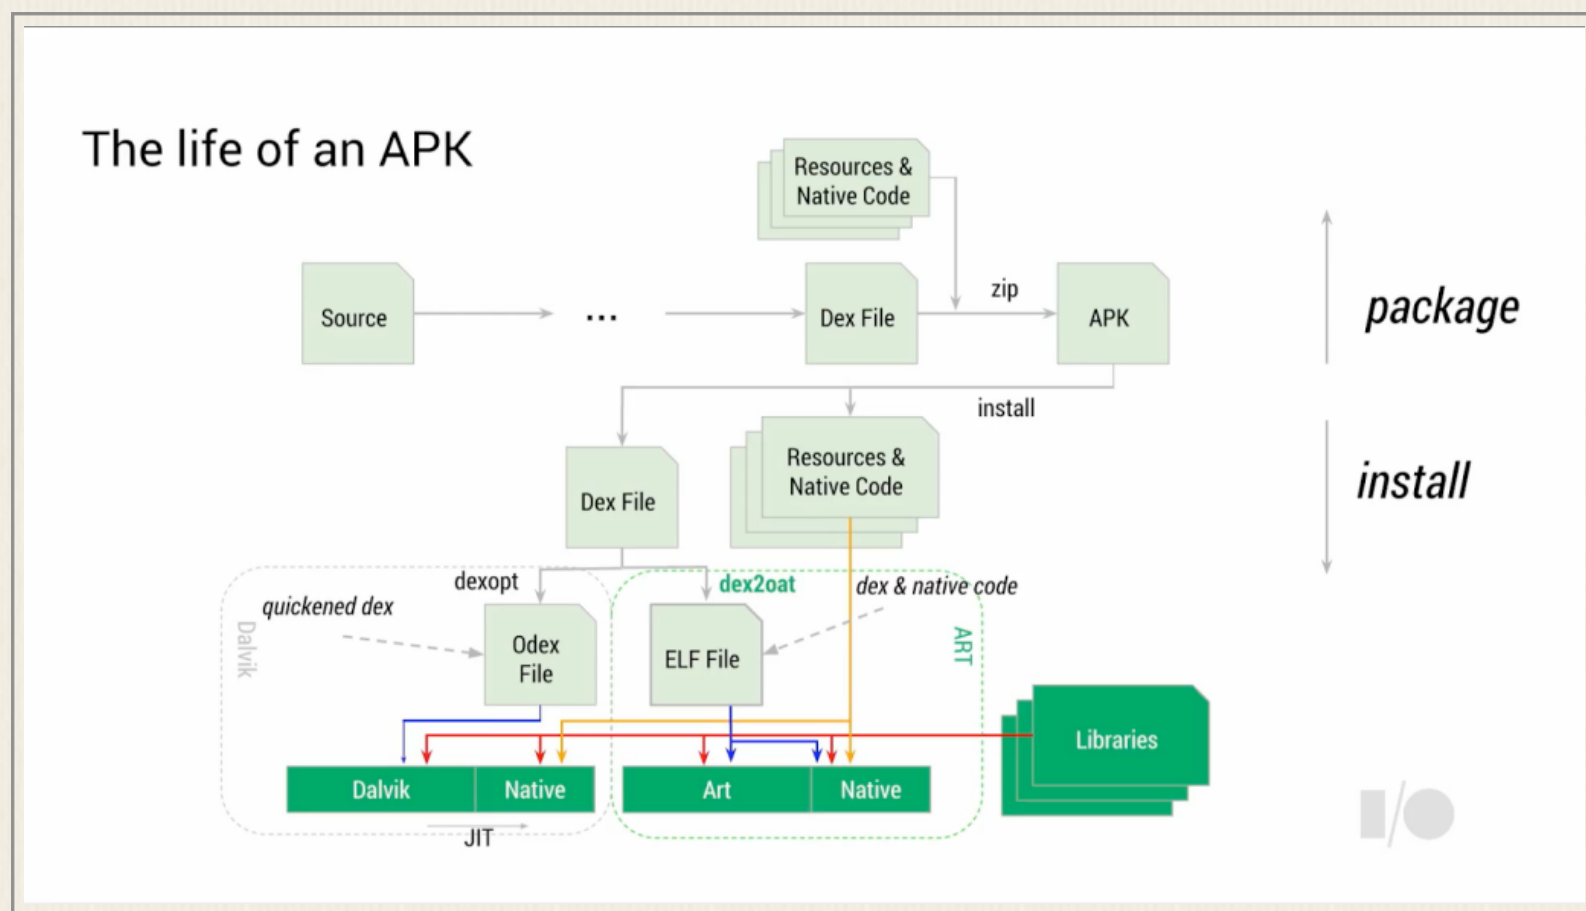 The life of an APK
Resources &
Native Code
Source
...
Dex File
zip
APK
package
install
Dex File
Resources &
Native Code
install
dexopt
dex2oat
dex & native code
quickened dex
Dalvik
Odex
File
ELF File
ART
Libraries
Dalvik
Native
Art
Native
JIT
I/O